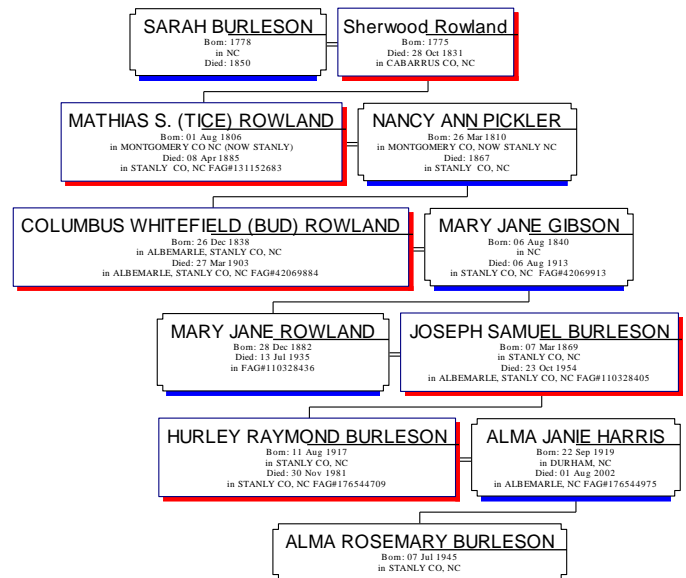 SARAH BURLESON
Born: 1778
in NC
Died: 1850
Sherwood Rowland
Born: 1775
Died: 28 Oct 1831
in CABARRUS CO, NC
MATHIAS S. (TICE) ROWLAND
Born: 01 Aug 1806
in MONTGOMERY CO NC (NOW STANLY)
Died: 08 Apr 1885
in STANLY CO, NC FAG#131152683
NANCY ANN PICKLER
Born: 26 Mar 1810
in MONTGOMERY CO, NOW STANLY NC
Died: 1867
in STANLY CO, NC
COLUMBUS WHITEFIELD (BUD) ROWLAND
Born: 26 Dec 1838
in ALBEMARLE, STANLY CO, NC
Died: 27 Mar 1903
in ALBEMARLE, STANLY CO, NC FAG#42069884
MARY JANE GIBSON
Born: 06 Aug 1840
in NC
Died: 06 Aug 1913
in STANLY CO, NC FAG#42069913
MARY JANE ROWLAND
Born: 28 Dec 1882
Died: 13 Jul 1935
in FAG#110328436
JOSEPH SAMUEL BURLESON
Born: 07 Mar 1869
in STANLY CO, NC
Died: 23 Oct 1954
in ALBEMARLE, STANLY CO, NC FAG#110328405
HURLEY RAYMOND BURLESON
Born: 11 Aug 1917
in STANLY CO, NC
Died: 30 Nov 1981
in STANLY CO, NC FAG#176544709
ALMA JANIE HARRIS
Born: 22 Sep 1919
in DURHAM, NC
Died: 01 Aug 2002
in ALBEMARLE, NC FAG#176544975
ALMA ROSEMARY BURLESON
Born: 07 Jul 1945
in STANLY CO, NC